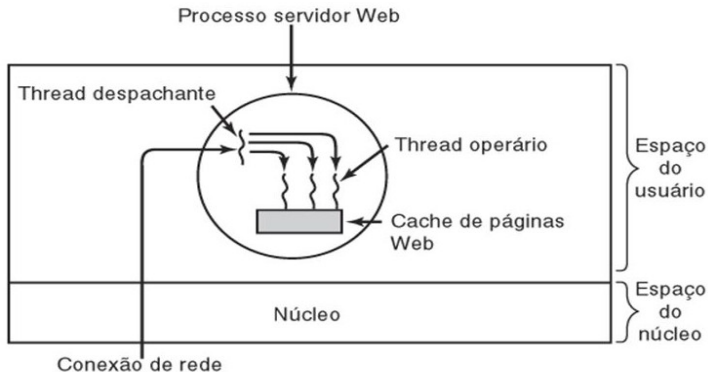 Processo servidor Web
Thread despachante
Thread operário
Espaço
do
usuário
Cache de páginas
Web
Núcleo
Espaço
do
núcleo
Conexão de rede